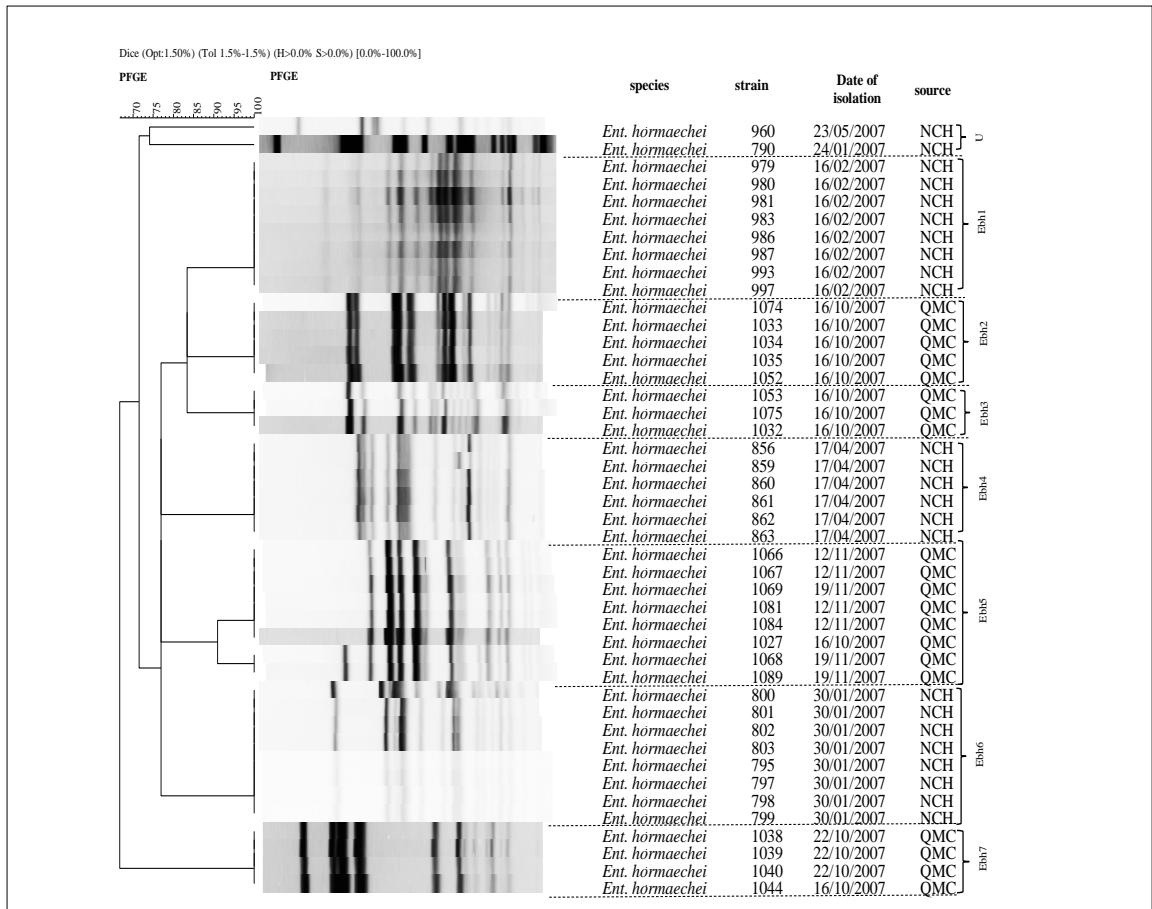 Dice (Opt:1.50%) (Tol 1.5%-1.5%) (H>0.0% S>0.0%) [0.0%-100.0%]
PFGE PFGE
70 75 80 85 90 95 100
species strain Date of isolation source
Ent. hormaechei 960 23/05/2007 NCH
Ent. hormaechei 790 24/01/2007 NCH
U
Ent. hormaechei 979 16/02/2007 NCH
Ent. hormaechei 980 16/02/2007 NCH
Ent. hormaechei 981 16/02/2007 NCH
Ent. hormaechei 983 16/02/2007 NCH
Ent. hormaechei 986 16/02/2007 NCH
Ent. hormaechei 987 16/02/2007 NCH
Ent. hormaechei 993 16/02/2007 NCH
Ent. hormaechei 997 16/02/2007 NCH
Ebh1
Ent. hormaechei 1074 16/10/2007 QMC
Ent. hormaechei 1033 16/10/2007 QMC
Ent. hormaechei 1034 16/10/2007 QMC
Ent. hormaechei 1035 16/10/2007 QMC
Ent. hormaechei 1052 16/10/2007 QMC
Ebh2
Ent. hormaechei 1053 16/10/2007 QMC
Ent. hormaechei 1075 16/10/2007 QMC
Ent. hormaechei 1032 16/10/2007 QMC
Ebh3
Ent. hormaechei 856 17/04/2007 NCH
Ent. hormaechei 859 17/04/2007 NCH
Ent. hormaechei 860 17/04/2007 NCH
Ent. hormaechei 861 17/04/2007 NCH
Ent. hormaechei 862 17/04/2007 NCH
Ent. hormaechei 863 17/04/2007 NCH
Ebh4
Ent. hormaechei 1066 12/11/2007 QMC
Ent. hormaechei 1067 12/11/2007 QMC
Ent. hormaechei 1069 19/11/2007 QMC
Ent. hormaechei 1081 12/11/2007 QMC
Ent. hormaechei 1084 12/11/2007 QMC
Ent. hormaechei 1027 16/10/2007 QMC
Ent. hormaechei 1068 19/11/2007 QMC
Ent. hormaechei 1089 19/11/2007 QMC
Ebh5
Ent. hormaechei 800 30/01/2007 NCH
Ent. hormaechei 801 30/01/2007 NCH
Ent. hormaechei 802 30/01/2007 NCH
Ent. hormaechei 803 30/01/2007 NCH
Ent. hormaechei 795 30/01/2007 NCH
Ent. hormaechei 797 30/01/2007 NCH
Ent. hormaechei 798 30/01/2007 NCH
Ent. hormaechei 799 30/01/2007 NCH
Ebh6
Ent. hormaechei 1038 22/10/2007 QMC
Ent. hormaechei 1039 22/10/2007 QMC
Ent. hormaechei 1040 22/10/2007 QMC
Ent. hormaechei 1044 16/10/2007 QMC
Ebh7